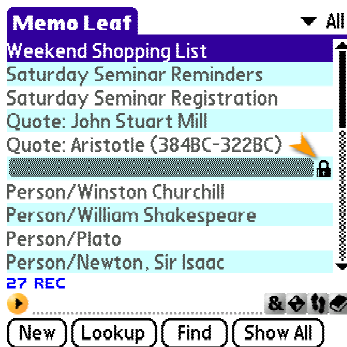 Memo Leaf
All
Weekend Shopping List
Saturday Seminar Reminders
Saturday Seminar Registration
Quote: John Stuart Mill
Quote: Aristotle (384BC-322BC)
Person/Winston Churchill
Person/William Shakespeare
Person/Plato
Person/Newton, Sir Isaac
27 REC
&
New Lookup Find Show All